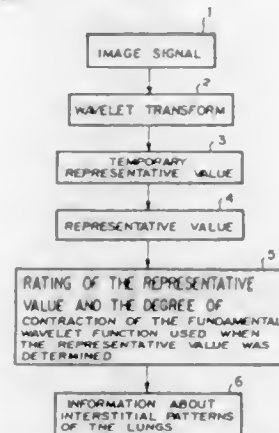 1
IMAGE SIGNAL
2
WAVELET TRANSFORM
3
TEMPORARY
REPRESENTATIVE VALUE
4
REPRESENTATIVE VALUE
5
RATING OF THE REPRESENTATIVE
VALUE AND THE DEGREE OF
CONTRACTION OF THE FUNDAMENTAL
WAVELET FUNCTION USED WHEN
THE REPRESENTATIVE VALUE WAS
DETERMINED
6
INFORMATION ABOUT
INTERSTITIAL PATTERNS
OF THE LUNGS